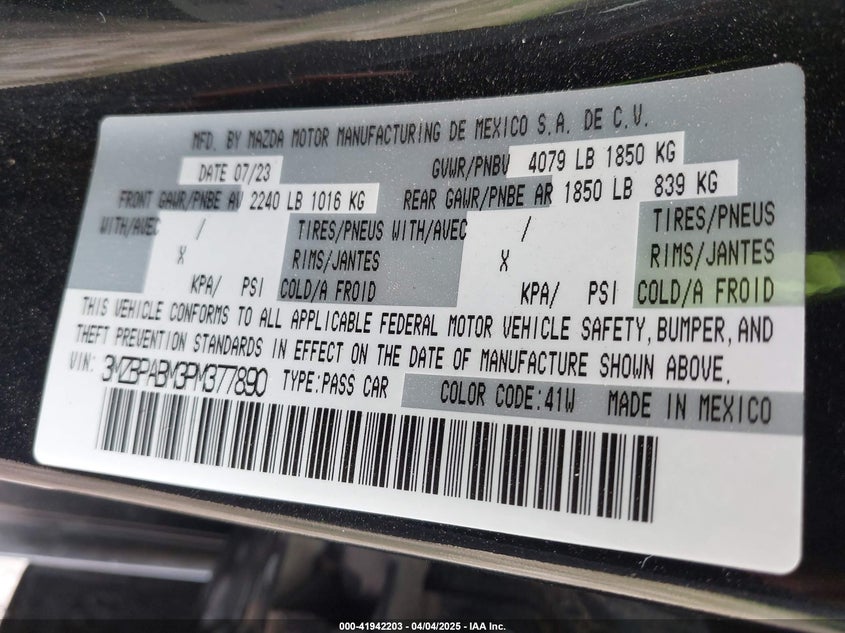 MFD. BY MAZDA MOTOR MANUFACTURING DE MEXICO S.A. DE C.V.
DATE 07/23 GVWR/PNBV 4079 LB 1850 KG
FRONT GAWR/PNBE AV 2240 LB 1016 KG REAR GAWR/PNBE AR 1850 LB 839 KG
WITH/AVEC / TIRES/PNEUS WITH/AVEC / TIRES/PNEUS
X RIMS/JANTES X RIMS/JANTES
KPA/ PSI COLD/A FROID KPA/ PSI COLD/A FROID
THIS VEHICLE CONFORMS TO ALL APPLICABLE FEDERAL MOTOR VEHICLE SAFETY, BUMPER, AND
THEFT PREVENTION STANDARDS IN EFFECT ON THE DATE OF MANUFACTURE SHOWN ABOVE.
VIN: 3MZBPABM3PM377890 TYPE:PASS CAR COLOR CODE:41W MADE IN MEXICO
000-41942203 - 04/04/2025 - IAA Inc.